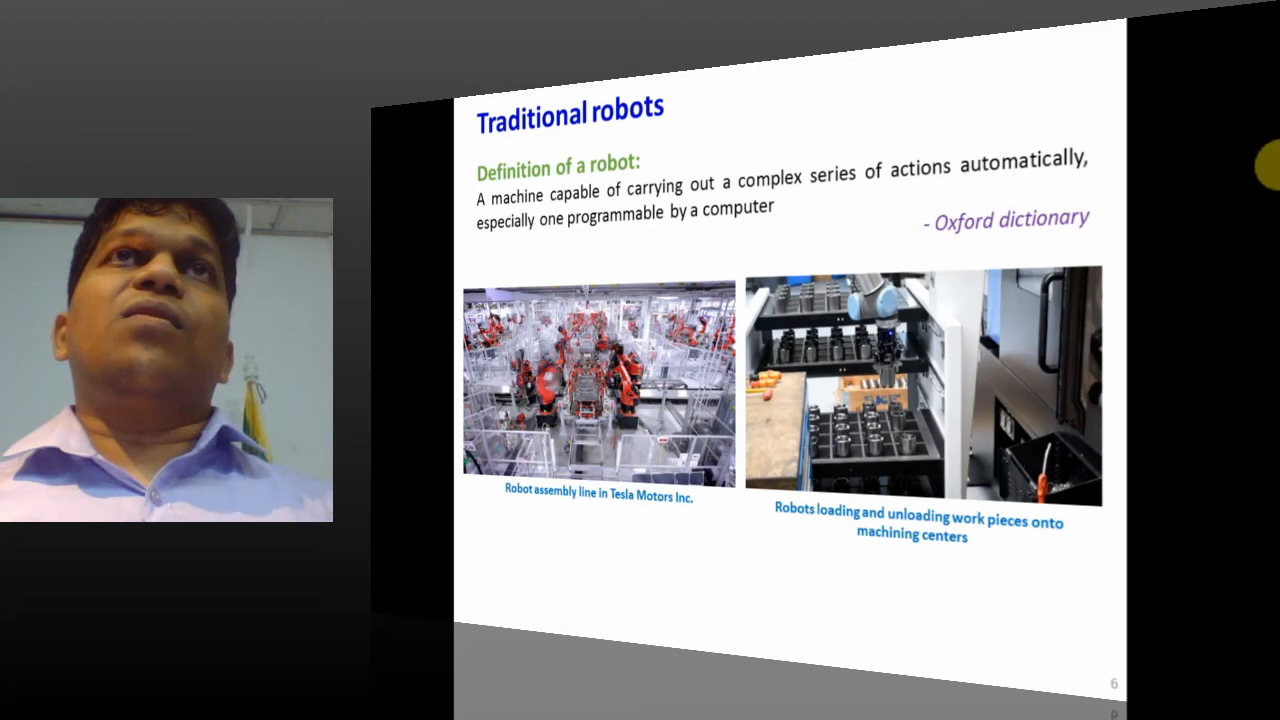 Traditional robots
Definition of a robot:
A machine capable of carrying out a complex series of actions automatically,
especially one programmable by a computer
- Oxford dictionary
Robot assembly line in Tesla Motors Inc.
Robots loading and unloading work pieces onto
machining centers
6